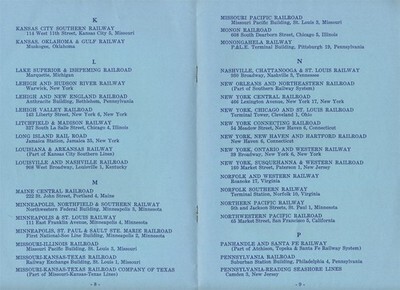 K
KANSAS CITY SOUTHERN RAILWAY
114 West 11th Street, Kansas City 5, Missouri
KANSAS, OKLAHOMA & GULF RAILWAY
Muskogee, Oklahoma
L
LAKE SUPERIOR & ISHPEMING RAILROAD
Marquette, Michigan
LEHIGH AND HUDSON RIVER RAILWAY
Warwick, New York
LEHIGH AND NEW ENGLAND RAILROAD
Anthracite Building, Bethlehem, Pennsylvania
LEHIGH VALLEY RAILROAD
143 Liberty Street, New York 6, New York
LITCHFIELD & MADISON RAILWAY
327 South La Salle Street, Chicago 4, Illinois
LONG ISLAND RAIL ROAD
Jamaica Station, Jamaica 35, New York
LOUISIANA & ARKANSAS RAILWAY
(Part of Kansas City Southern Lines)
LOUISVILLE AND NASHVILLE RAILROAD
908 West Broadway, Louisville 1, Kentucky
M
MAINE CENTRAL RAILROAD
222 St. John Street, Portland 4, Maine
MINNEAPOLIS, NORTHFIELD & SOUTHERN RAILWAY
Northwestern Federal Building, Minneapolis 3, Minnesota
MINNEAPOLIS & ST. LOUIS RAILWAY
111 East Franklin Avenue, Minneapolis 4, Minnesota
MINNEAPOLIS, ST. PAUL & SAULT STE. MARIE RAILROAD
First National-Soo Line Building, Minneapolis 2, Minnesota
MISSOURI-ILLINOIS RAILROAD
Missouri Pacific Building, St. Louis 3, Missouri
MISSOURI-KANSAS-TEXAS RAILROAD
Railway Exchange Building, St. Louis 1, Missouri
MISSOURI-KANSAS-TEXAS RAILROAD COMPANY OF TEXAS
(Part of Missouri-Kansas-Texas Lines)
- 8 -
MISSOURI PACIFIC RAILROAD
Missouri Pacific Building, St. Louis 3, Missouri
MONON RAILROAD
608 South Dearborn Street, Chicago 5, Illinois
MONONGAHELA RAILWAY
P.&L.E. Terminal Building, Pittsburgh 19, Pennsylvania
N
NASHVILLE, CHATTANOOGA & ST. LOUIS RAILWAY
930 Broadway, Nashville 3, Tennessee
NEW ORLEANS AND NORTHEASTERN RAILROAD
(Part of Southern Railway System)
NEW YORK CENTRAL RAILROAD
466 Lexington Avenue, New York 17, New York
NEW YORK, CHICAGO AND ST. LOUIS RAILROAD
Terminal Tower, Cleveland 1, Ohio
NEW YORK CONNECTING RAILROAD
54 Meadow Street, New Haven 6, Connecticut
NEW YORK, NEW HAVEN AND HARTFORD RAILROAD
New Haven 6, Connecticut
NEW YORK, ONTARIO AND WESTERN RAILWAY
Street, New York 6, New York
NEW YORK, SUSQUEHANNA & WESTERN RAILROAD
160 Market Street, Paterson 1, New Jersey
NORFOLK AND WESTERN RAILWAY
Roanoke 17, Virginia
NORFOLK SOUTHERN RAILWAY
Terminal Station, Norfolk 10, Virginia
NORTHERN PACIFIC RAILWAY
5th and Jackson Streets, St. Paul 1, Minnesota
NORTHWESTERN PACIFIC RAILROAD
65 Market Street, San Francisco 5, California
P
PANHANDLE AND SANTA FE RAILWAY
(Part of Atchison, Topeka & Santa Fe Railway System)
PENNSYLVANIA RAILROAD
Suburban Station Building, Philadelphia 4, Pennsylvania
PENNSYLVANIA-READING SEASHORE LINES
Camden 2, New Jersey
- 9 -